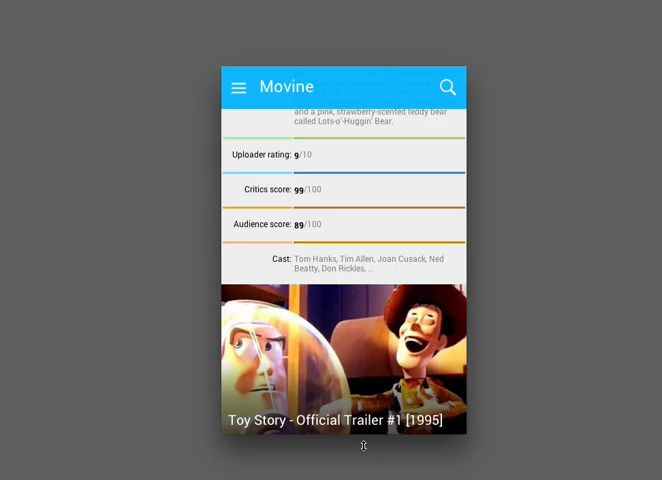 Movine
and a pink, strawberry-scented teddy bear
called Lots-o'-Huggin' Bear.
Uploader rating: 9/10
Critics score: 99/100
Audience score: 89/100
Cast: Tom Hanks, Tim Allen, Joan Cusack, Ned
Beatty, Don Rickles, ...
Toy Story - Official Trailer #1 [1995]